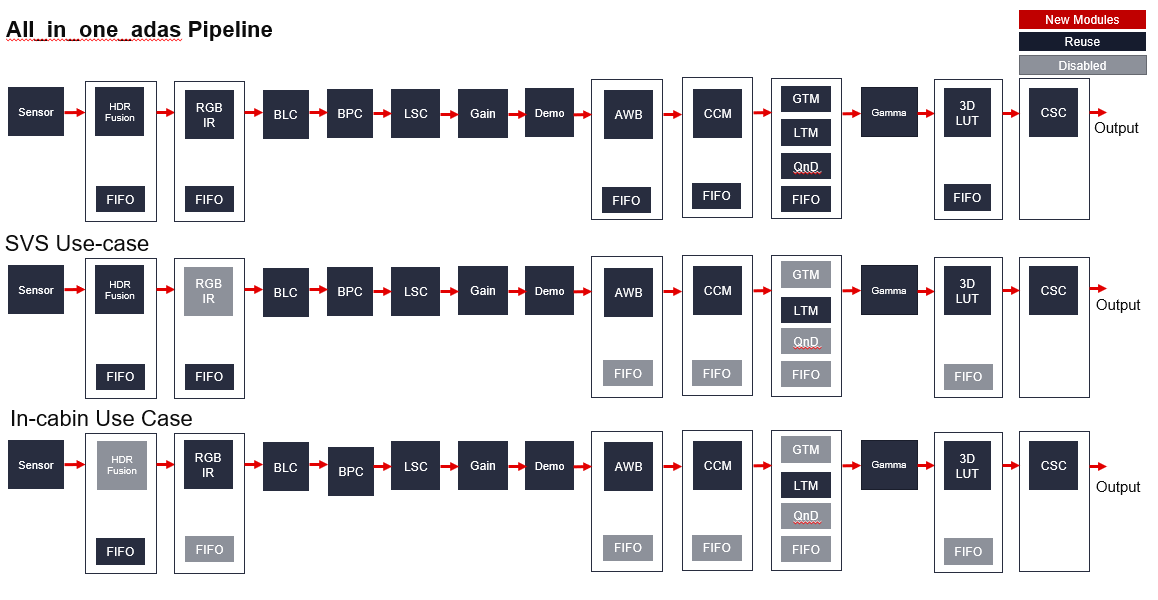 All_in_one_adas Pipeline
New Modules
Reuse
Disabled
Sensor
HDR
Fusion
FIFO
RGB
IR
FIFO
BLC
BPC
LSC
Gain
Demo
AWB
FIFO
CCM
FIFO
GTM
LTM
QnD
FIFO
Gamma
3D
LUT
FIFO
CSC
Output
SVS Use-case
Sensor
HDR
Fusion
FIFO
RGB
IR
FIFO
BLC
BPC
LSC
Gain
Demo
AWB
FIFO
CCM
FIFO
GTM
LTM
QnD
FIFO
Gamma
3D
LUT
FIFO
CSC
Output
In-cabin Use Case
Sensor
HDR
Fusion
FIFO
RGB
IR
FIFO
BLC
BPC
LSC
Gain
Demo
AWB
FIFO
CCM
FIFO
GTM
LTM
QnD
FIFO
Gamma
3D
LUT
FIFO
CSC
Output